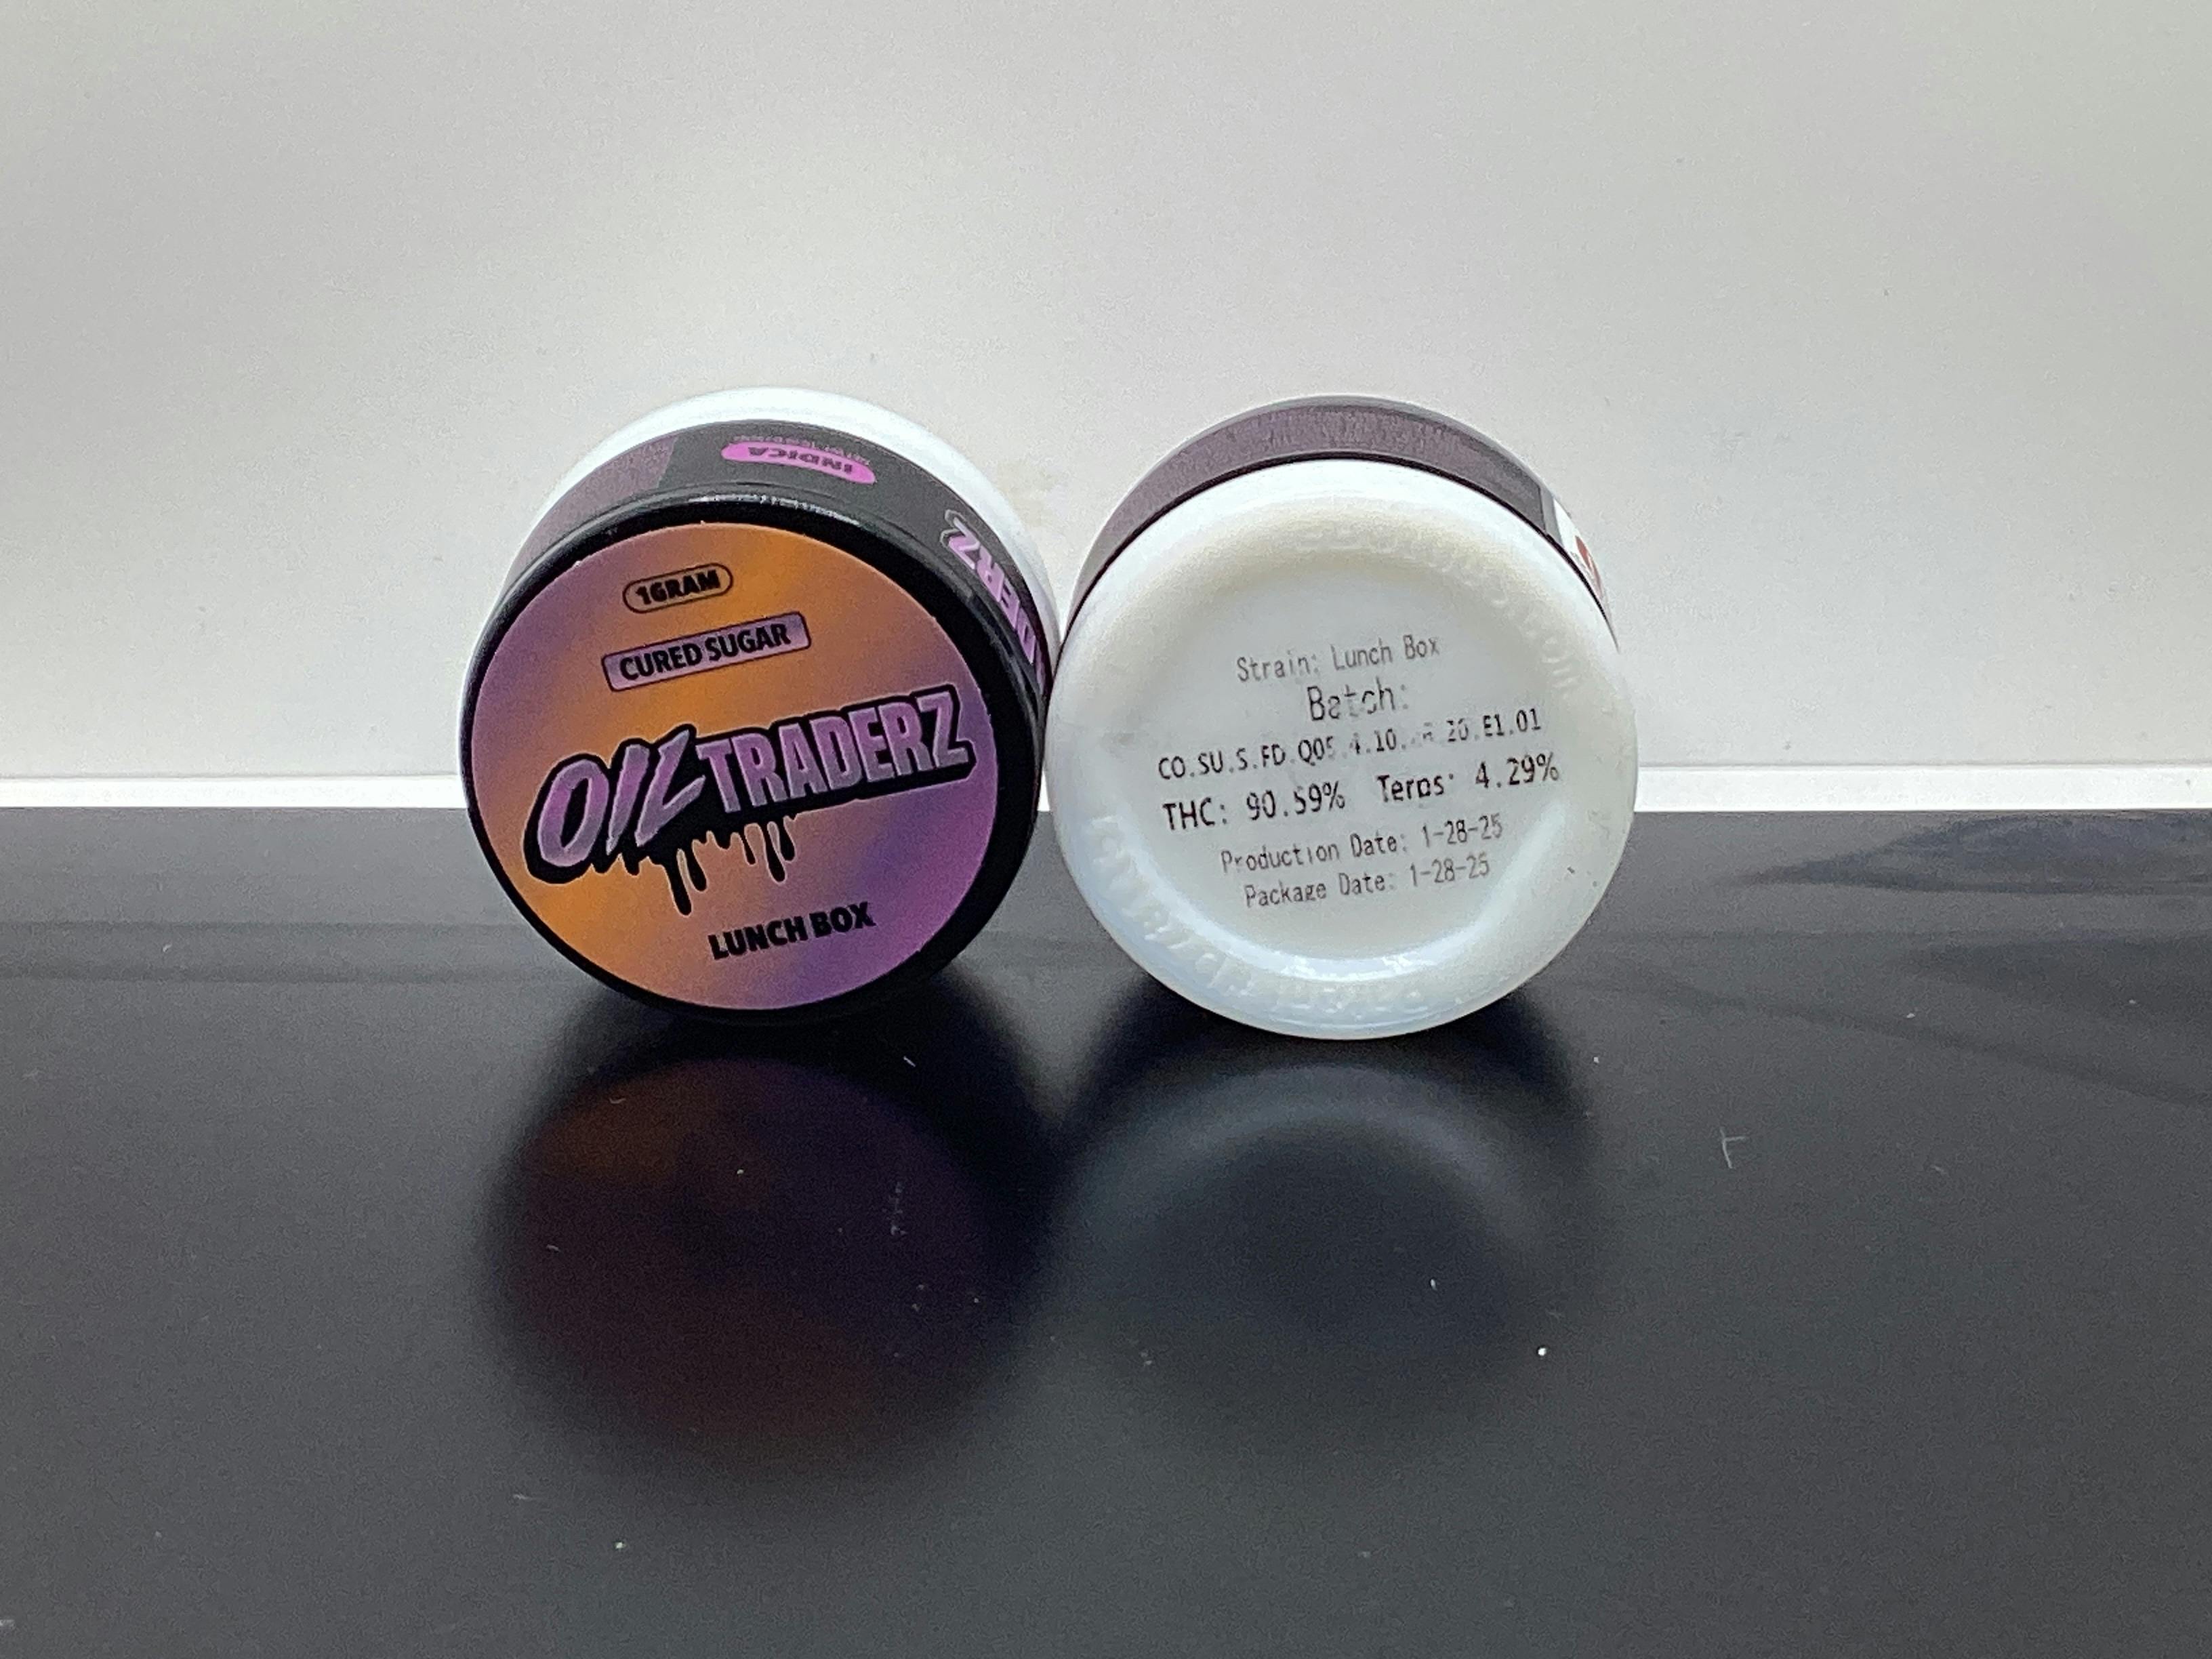 INDICA
1GRAM
CURED SUGAR
OIL TRADERZ
LUNCH BOX
Strain: Lunch Box
Batch:
THC: 90.59% Terps: 4.29%
Production Date: 1-28-25
Package Date: 1-28-25